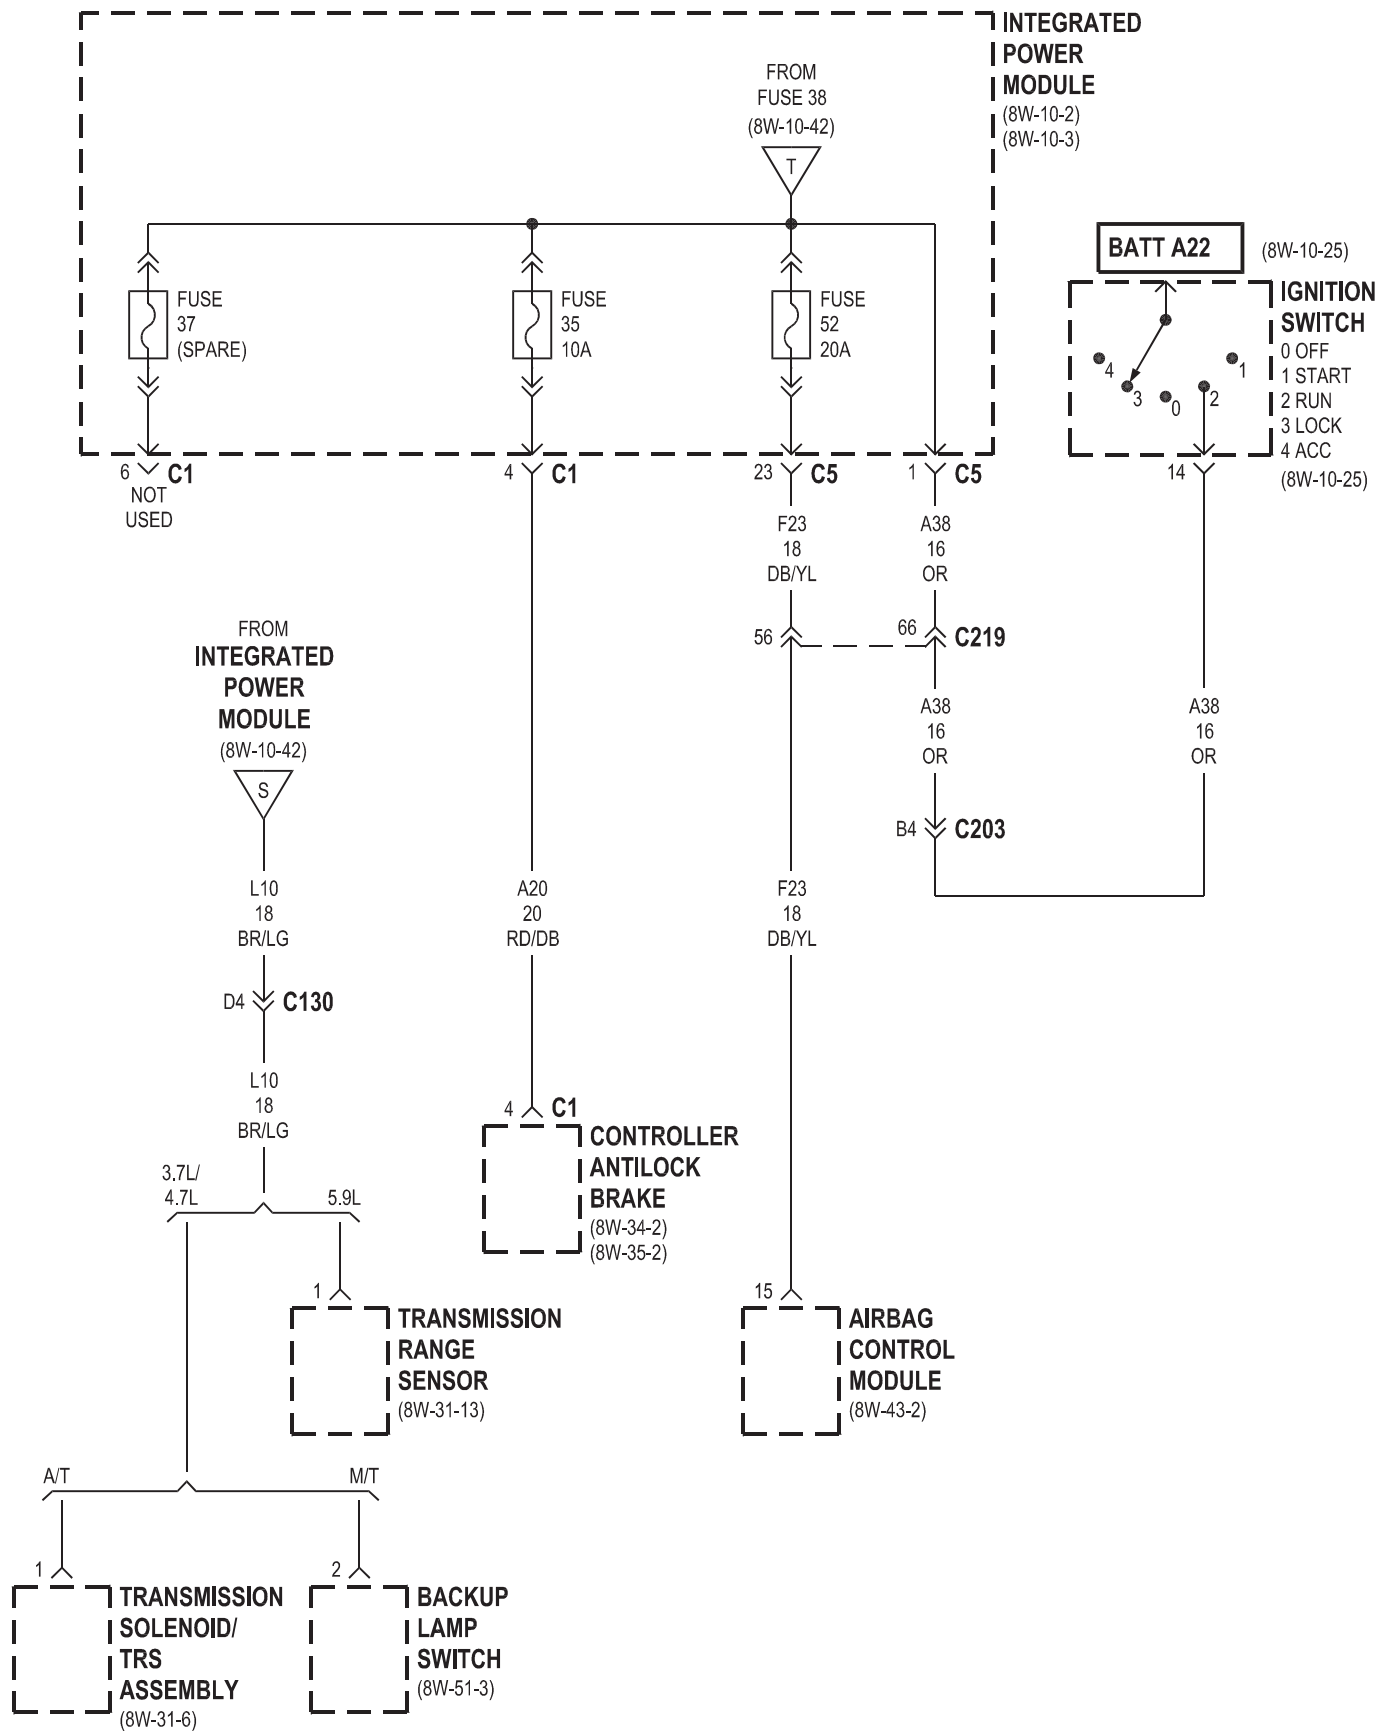 INTEGRATED
POWER
MODULE
(8W-10-2)
(8W-10-3)
FROM
FUSE 38
(8W-10-42)
T
BATT A22
(8W-10-25)
IGNITION
SWITCH
0 OFF
1 START
2 RUN
3 LOCK
4 ACC
(8W-10-25)
4
3
0
2
1
FUSE
37
(SPARE)
FUSE
35
10A
FUSE
52
20A
6
C1
NOT
USED
4
C1
23
C5
1
C5
14
F23
18
DB/YL
A38
16
OR
56
66
C219
FROM
INTEGRATED
POWER
MODULE
(8W-10-42)
S
A38
16
OR
A38
16
OR
B4
C203
L10
18
BR/LG
A20
20
RD/DB
F23
18
DB/YL
D4
C130
L10
18
BR/LG
4
C1
CONTROLLER
ANTILOCK
BRAKE
(8W-34-2)
(8W-35-2)
3.7L/
4.7L
5.9L
1
TRANSMISSION
RANGE
SENSOR
(8W-31-13)
15
AIRBAG
CONTROL
MODULE
(8W-43-2)
A/T
M/T
1
TRANSMISSION
SOLENOID/
TRS
ASSEMBLY
(8W-31-6)
2
BACKUP
LAMP
SWITCH
(8W-51-3)